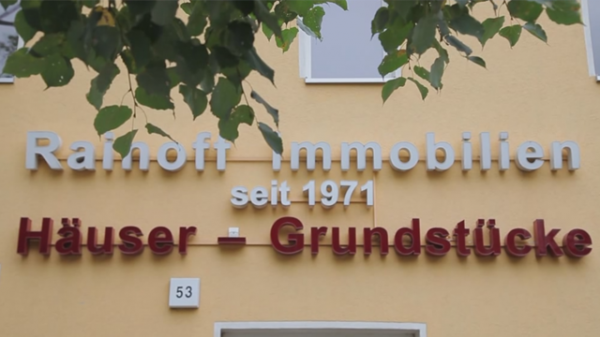 Rainoff Immobilien
seit 1971
Häuser – Grundstücke
53